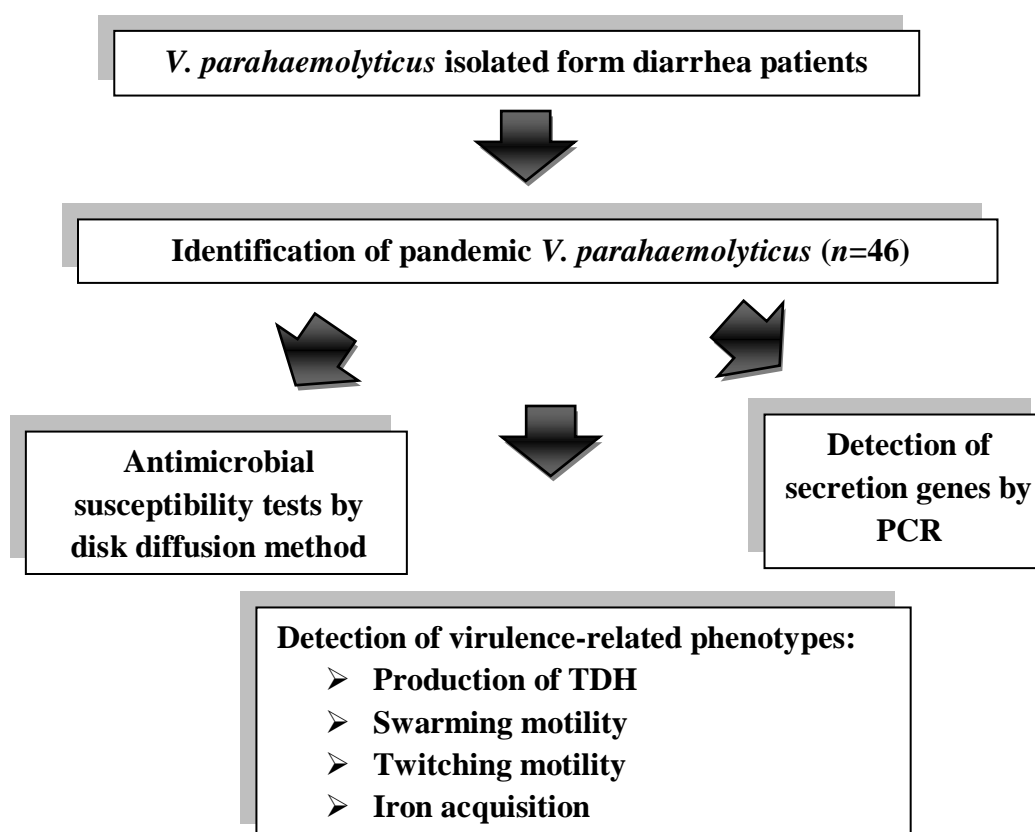 V. parahaemolyticus isolated form diarrhea patients
Identification of pandemic V. parahaemolyticus (n=46)
Antimicrobial
susceptibility tests by
disk diffusion method
Detection of
secretion genes by
PCR
Detection of virulence-related phenotypes:
➢ Production of TDH
➢ Swarming motility
➢ Twitching motility
➢ Iron acquisition